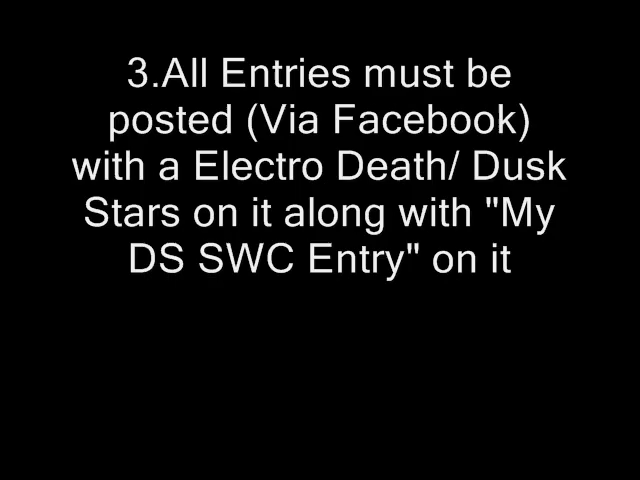 3.All Entries must be
posted (Via Facebook)
with a Electro Death/ Dusk
Stars on it along with "My
DS SWC Entry" on it